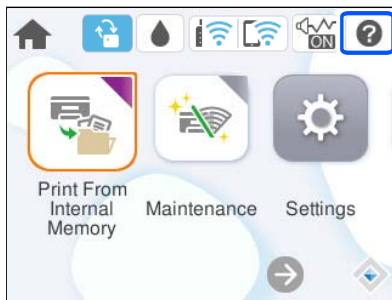 ON
?
Print From
Internal
Memory
Maintenance
Settings